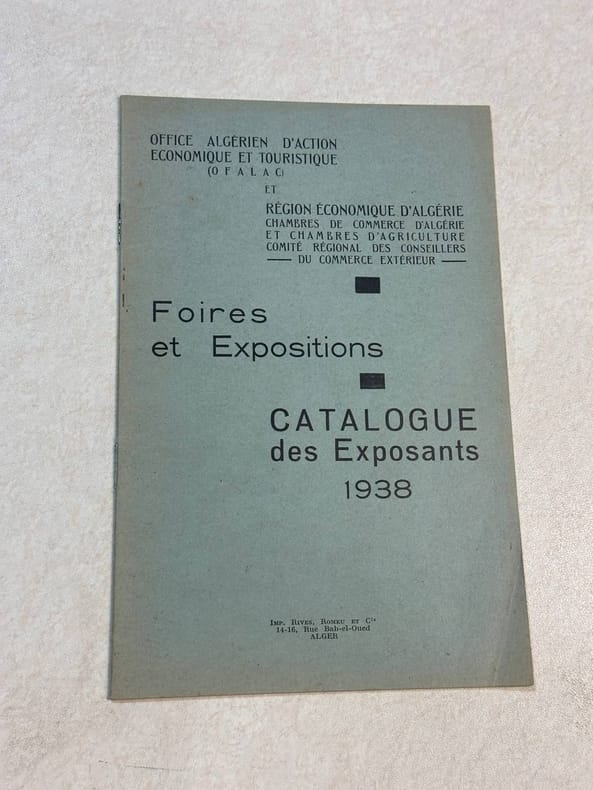 OFFICE ALGÉRIEN D'ACTION
ECONOMIQUE ET TOURISTIQUE
(O F A L A C)
ET
RÉGION ÉCONOMIQUE D'ALGÉRIE
CHAMBRES DE COMMERCE D'ALGÉRIE
ET CHAMBRES D'AGRICULTURE
COMITÉ RÉGIONAL DES CONSEILLERS
DU COMMERCE EXTÉRIEUR
Foires
et Expositions
CATALOGUE
des Exposants
1938
IMP. RIVES, ROMEU ET Cie
14-16, Rue Bab-el-Oued
ALGER